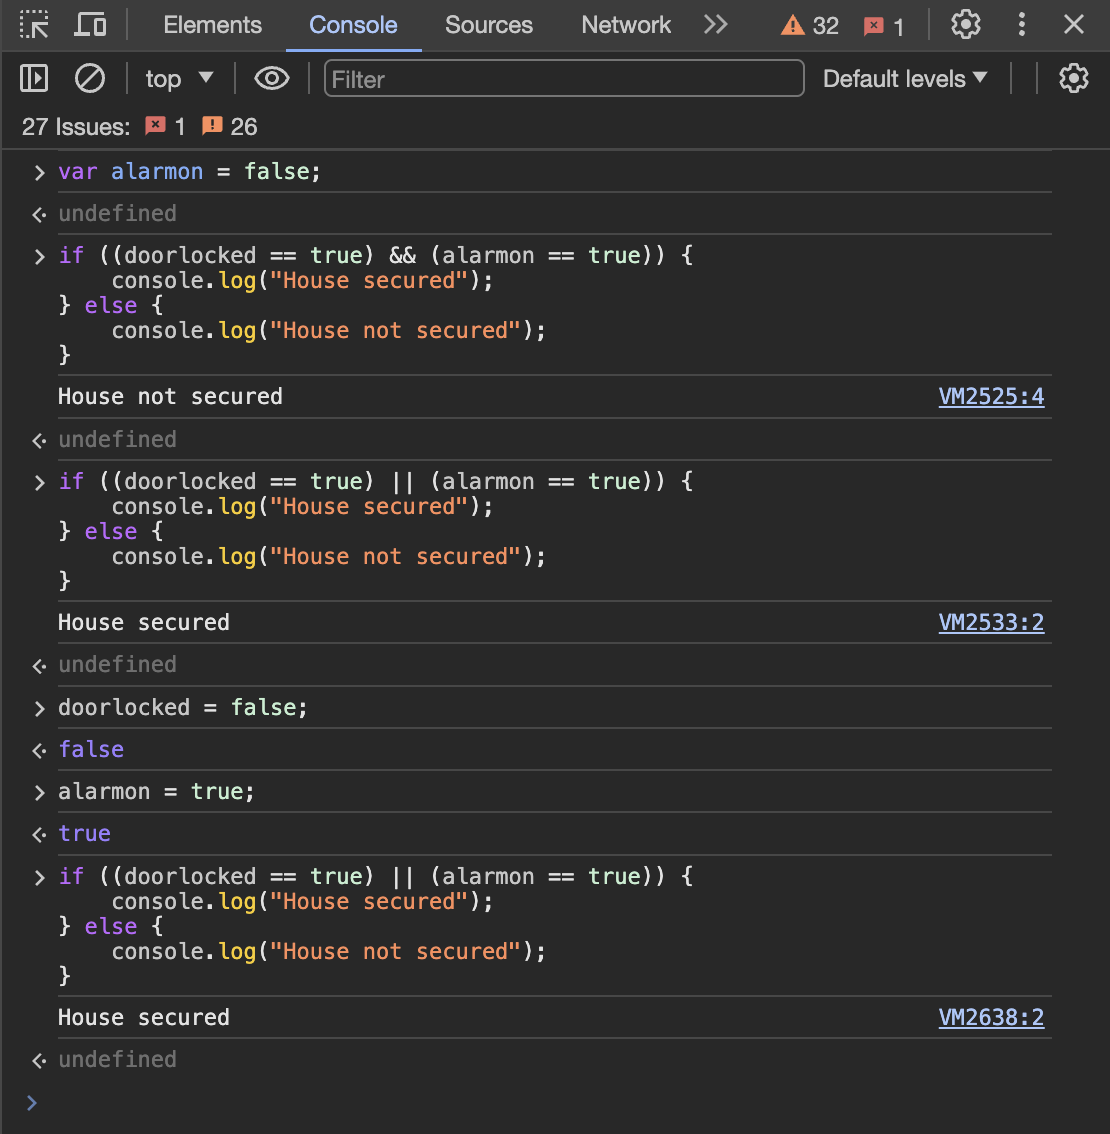 Elements Console Sources Network 32 1
top Filter Default levels
27 Issues: 1 26
var alarmon = false;
undefined
if ((doorlocked == true) && (alarmon == true)) {
    console.log("House secured");
} else {
    console.log("House not secured");
}
House not secured VM2525:4
undefined
if ((doorlocked == true) || (alarmon == true)) {
    console.log("House secured");
} else {
    console.log("House not secured");
}
House secured VM2533:2
undefined
doorlocked = false;
false
alarmon = true;
true
if ((doorlocked == true) || (alarmon == true)) {
    console.log("House secured");
} else {
    console.log("House not secured");
}
House secured VM2638:2
undefined